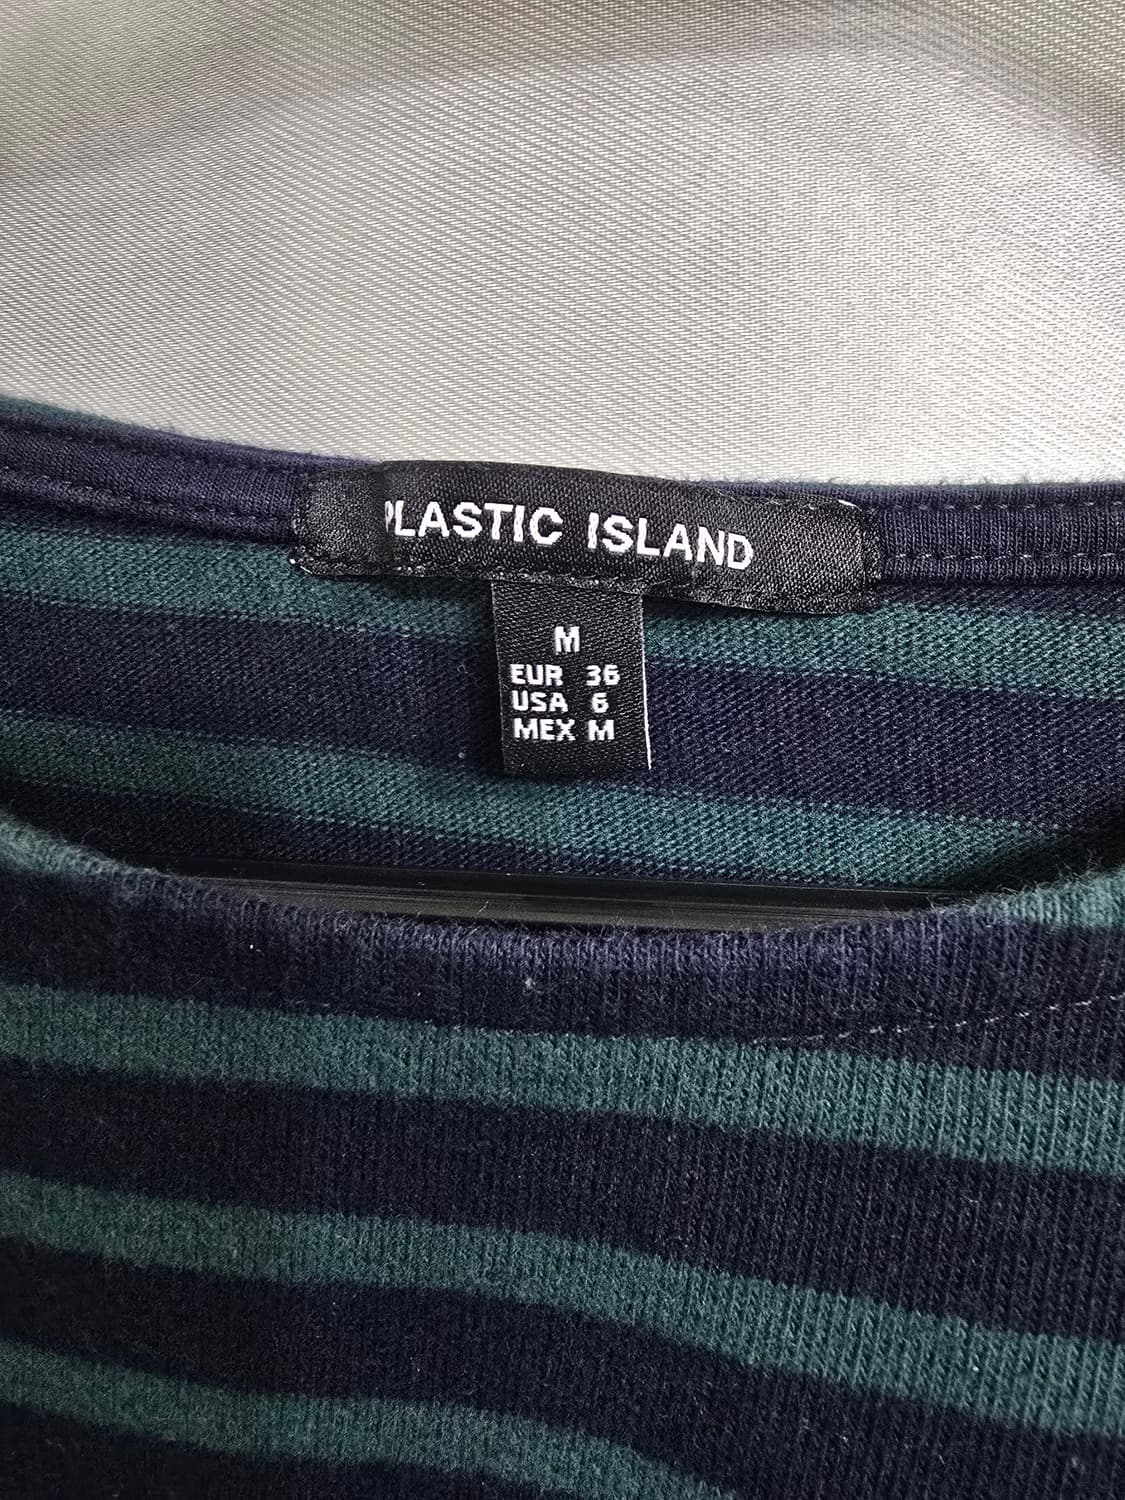 PLASTIC ISLAND
M
EUR 36
USA 6
MEX M